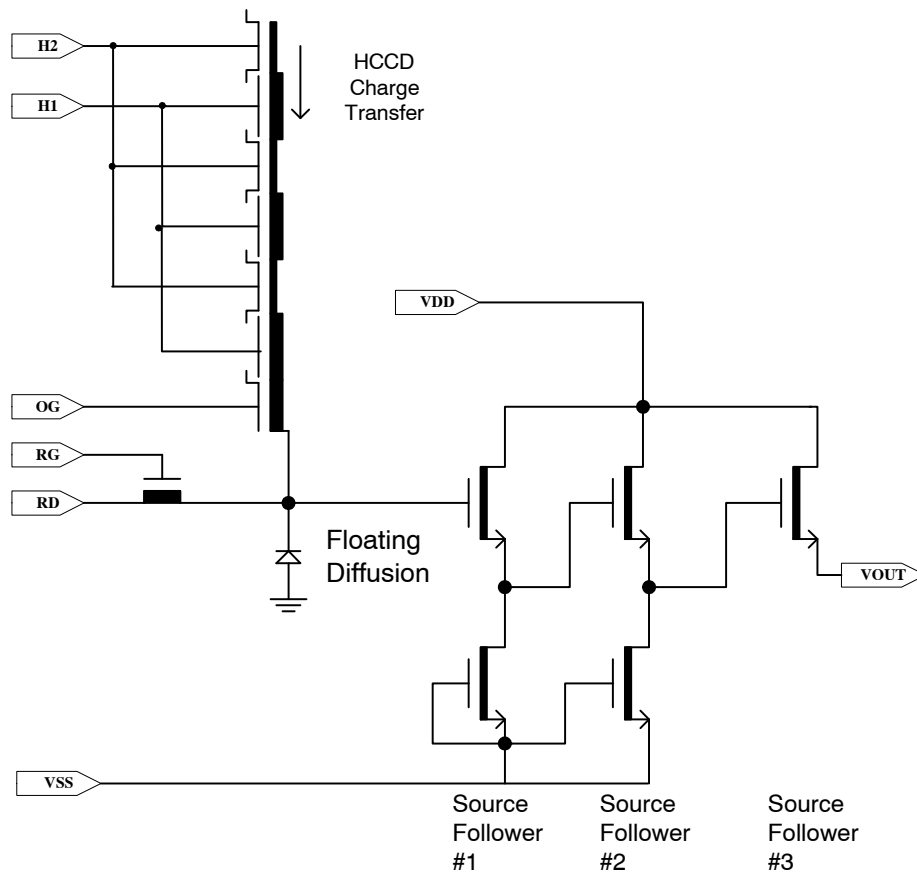 H2
H1
HCCD
Charge
Transfer
VDD
OG
RG
RD
Floating
Diffusion
VOUT
VSS
Source
Follower
#1
Source
Follower
#2
Source
Follower
#3